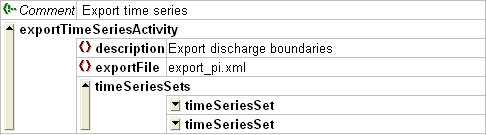 Comment Export time series
exportTimeSeriesActivity
description Export discharge boundaries
exportFile export_pi.xml
timeSeriesSets
timeSeriesSet
timeSeriesSet